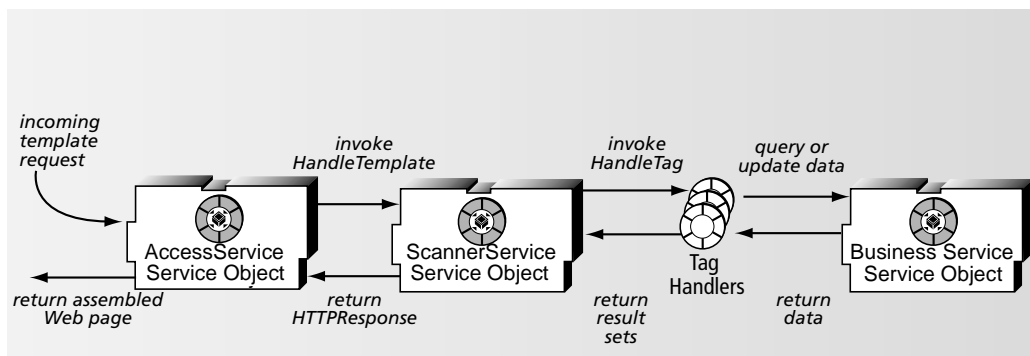 incoming
template
request
invoke
HandleTemplate
invoke
HandleTag
query or
update data
AccessService
Service Object
ScannerService
Service Object
Tag
Handlers
Business Service
Service Object
return assembled
Web page
return
HTTPResponse
return
result
sets
return
data